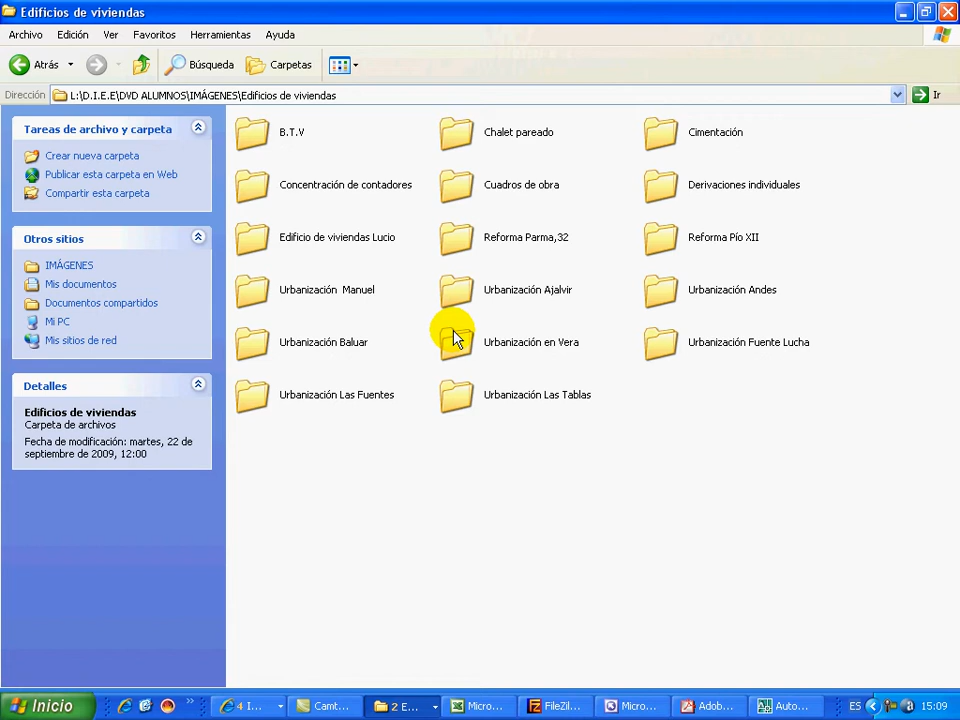 Edificios de viviendas
Archivo Edición Ver Favoritos Herramientas Ayuda
Atrás Búsqueda Carpetas
Dirección L:\D.I.E.E\DVD ALUMNOS\IMÁGENES\Edificios de viviendas Ir
Tareas de archivo y carpeta
Crear nueva carpeta
Publicar esta carpeta en Web
Compartir esta carpeta
Otros sitios
IMÁGENES
Mis documentos
Documentos compartidos
Mi PC
Mis sitios de red
Detalles
Edificios de viviendas
Carpeta de archivos
Fecha de modificación: martes, 22 de
septiembre de 2009, 12:00
B.T.V Chalet pareado Cimentación
Concentración de contadores Cuadros de obra Derivaciones individuales
Edificio de viviendas Lucio Reforma Parma,32 Reforma Pío XII
Urbanización Manuel Urbanización Ajalvir Urbanización Andes
Urbanización Baluar Urbanización en Vera Urbanización Fuente Lucha
Urbanización Las Fuentes Urbanización Las Tablas
Inicio 4 I... Camt... 2 E... Micro... FileZil... Micro... Adob... Auto... ES 15:09